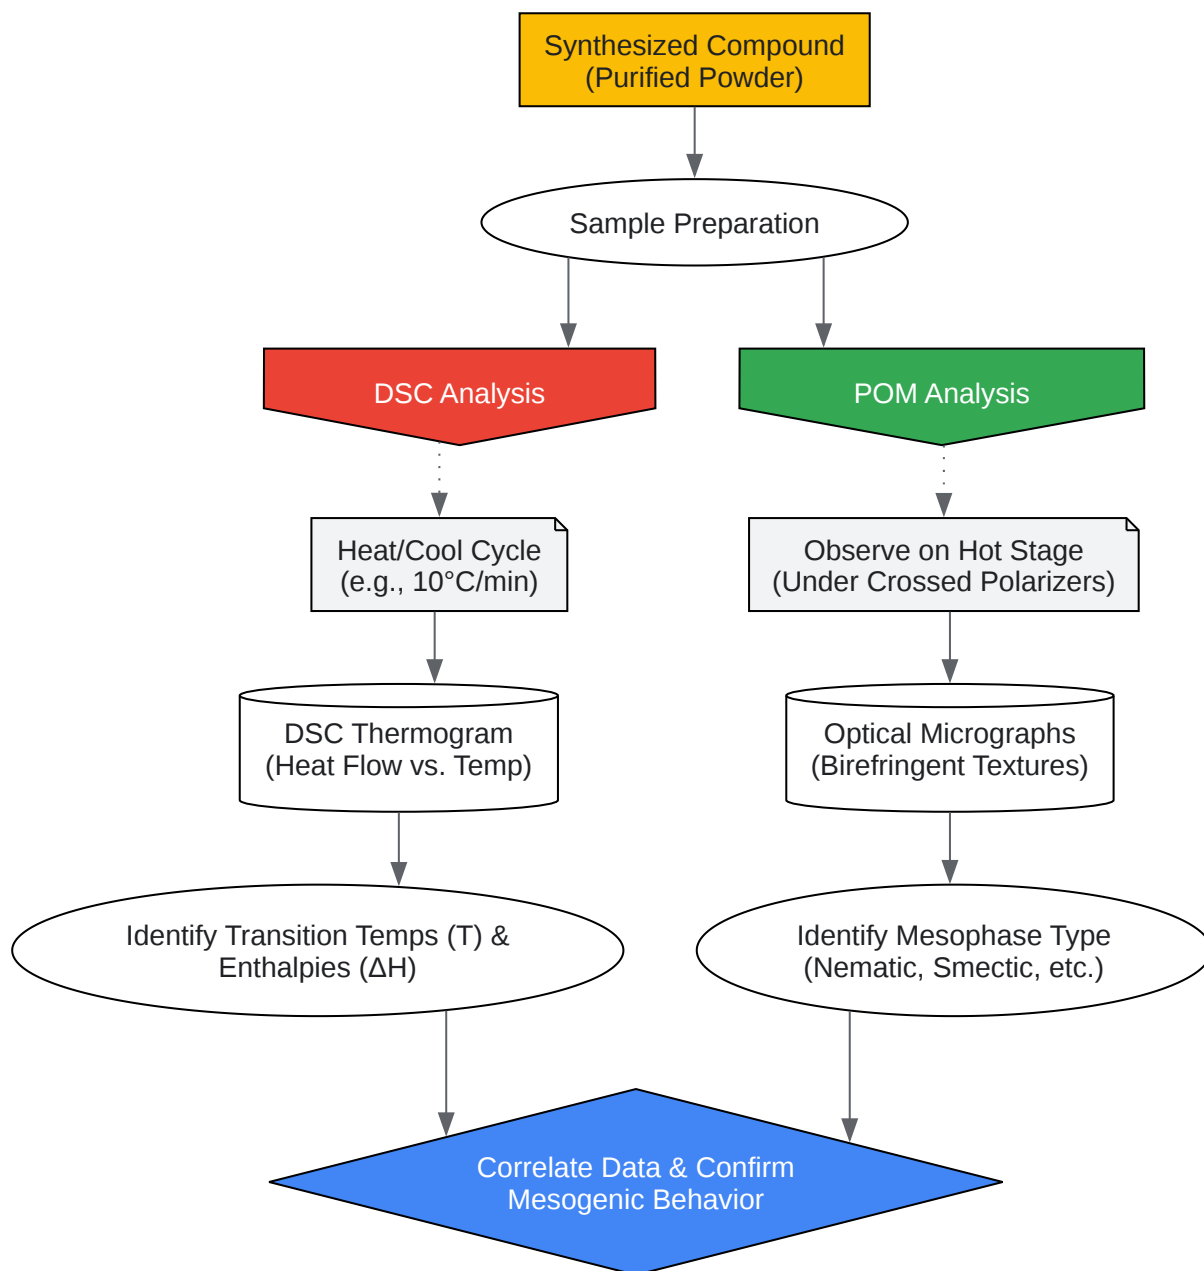 Synthesized Compound
(Purified Powder)
Sample Preparation
DSC Analysis
POM Analysis
Heat/Cool Cycle
(e.g., 10°C/min)
Observe on Hot Stage
(Under Crossed Polarizers)
DSC Thermogram
(Heat Flow vs. Temp)
Optical Micrographs
(Birefringent Textures)
Identify Transition Temps (T) &
Enthalpies (ΔH)
Identify Mesophase Type
(Nematic, Smectic, etc.)
Correlate Data & Confirm
Mesogenic Behavior